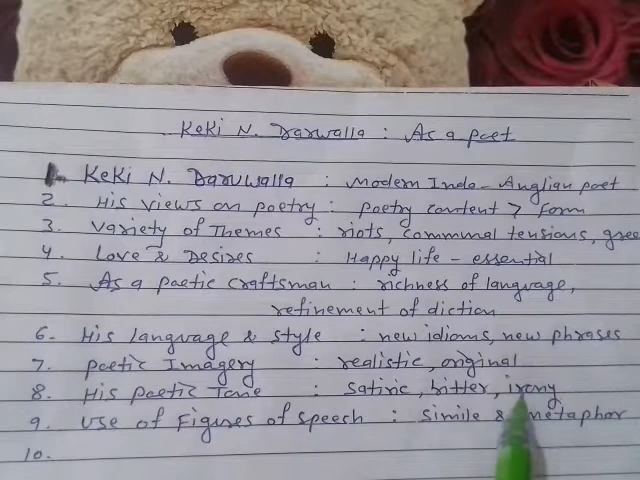 Keki N. Darwalla : As a poet
1. Keki N. Daruwalla : Modern Indo-Anglian poet
2. His views on poetry : poetry content > form
3. Variety of Themes : riots, communal tensions, gree
4. Love & Desires : Happy life - essential
5. As a poetic craftsman : richness of language,
refinement of diction
6. His language & style : new idioms, new phrases
7. Poetic Imagery : realistic, original
8. His Poetic Tone : satiric, bitter, irony
9. Use of Figures of speech : simile & metaphor
10.